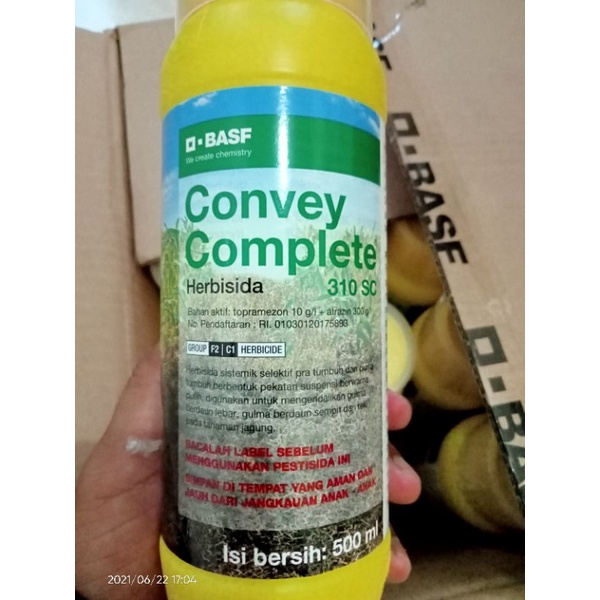 BASF
We create chemistry
Convey
Complete
Herbisida 310 SC
Bahan aktif: topramezon 10 g/l + atrazin 300 g/
No. Pendaftaran : RI. 01030120175893
GROUP F2 C1 HERBICIDE
Herbisida sistemik selektif pra tumbuh dan purna
tumbuh berbentuk pekatan suspensi berwarna
putih, digunakan untuk mengendalikan gulma
berdaun lebar, gulma berdaun sempit dan teki
pada tanaman jagung.
BACALAH LABEL SEBELUM
MENGGUNAKAN PESTISIDA INI
SIMPAN DI TEMPAT YANG AMAN DAN
JAUH DARI JANGKAUAN ANAK - ANAK
Isi bersih: 500 ml
BASF
BASF
BA
2021/06/22 17:04